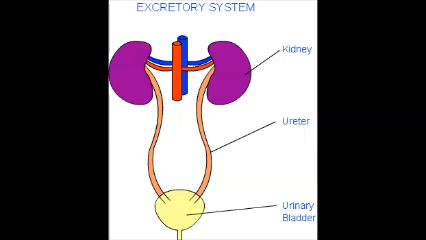 EXCRETORY SYSTEM
Kidney
Ureter
Urinary
Bladder